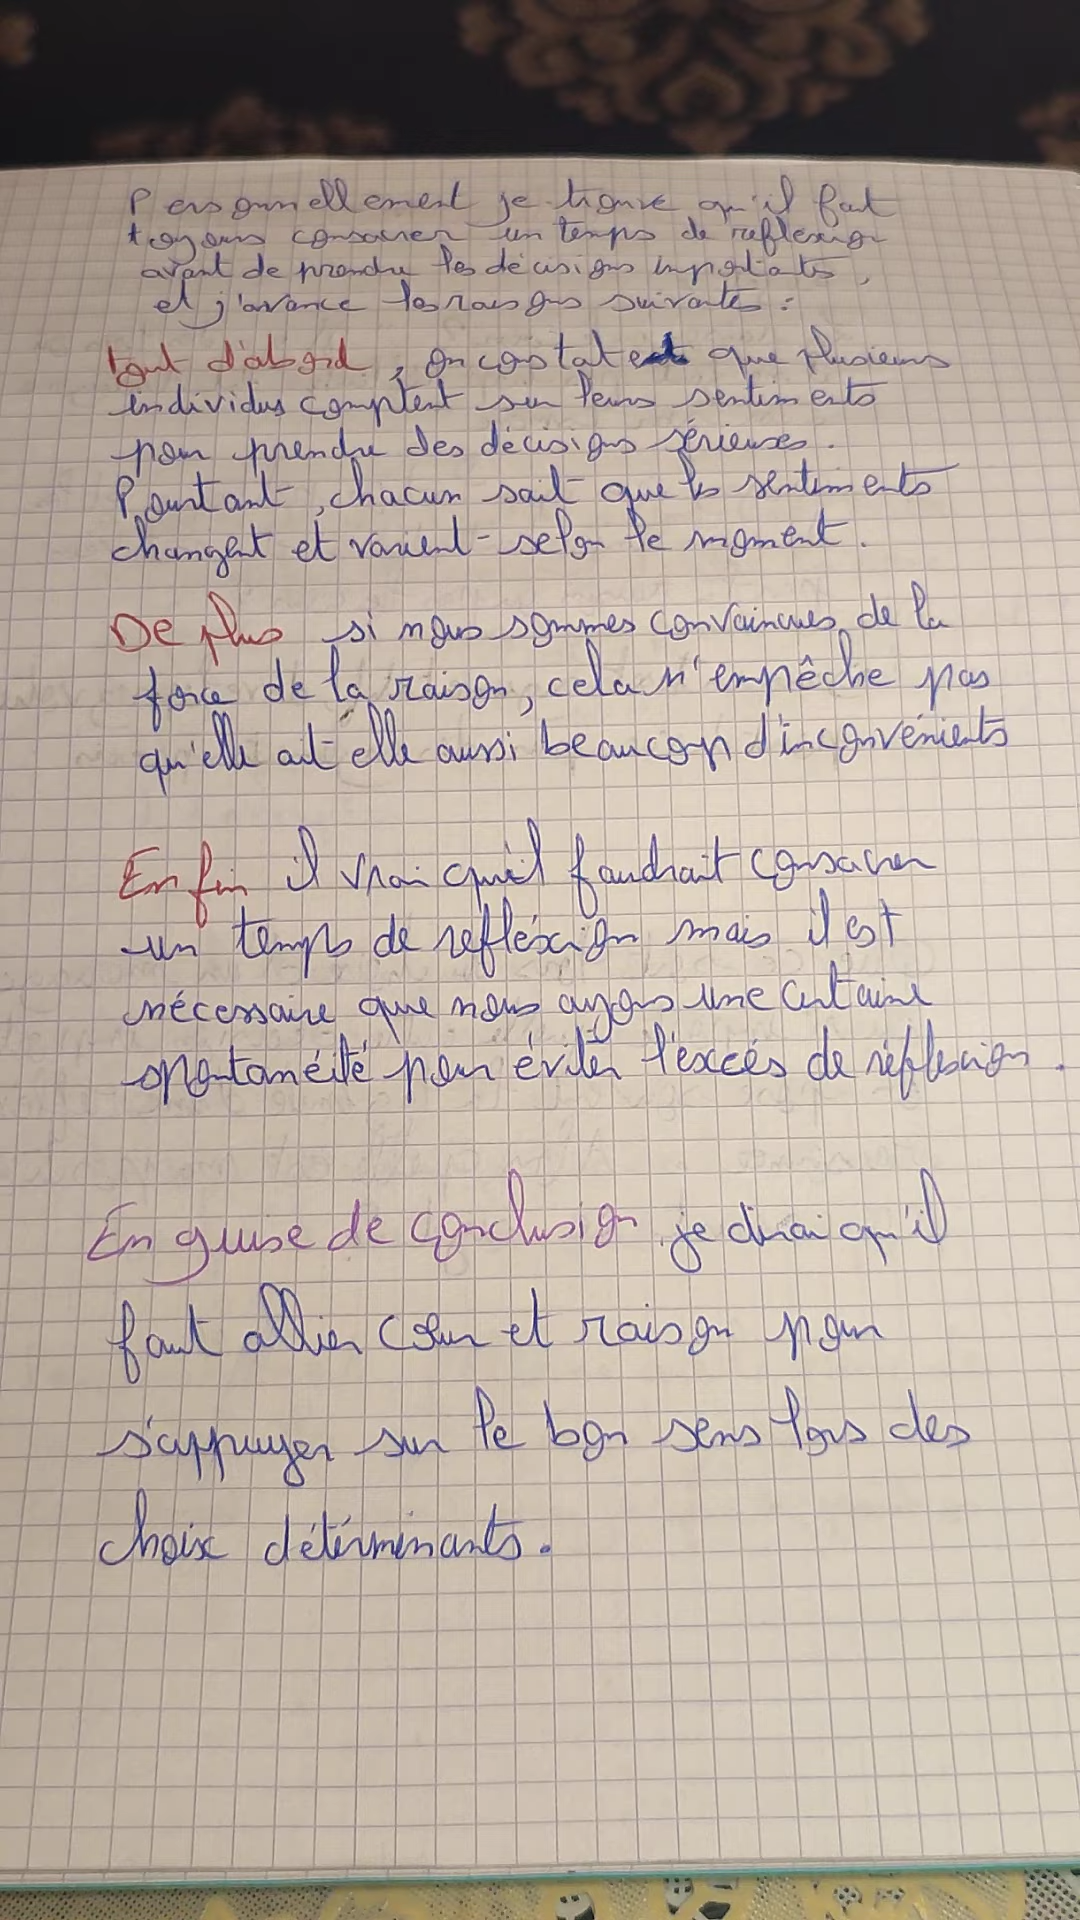 Personnellement je trouve qu'il faut
toujours consacrer un temps de réflexion
avant de prendre les décisions importantes,
et j'avance les raisons suivantes :
tout d'abord, on constate que plusieurs
individus comptent sur leurs sentiments
pour prendre des décisions sérieuses.
Pourtant, chacun sait que les sentiments
changent et varient selon le moment.
De plus si nous sommes convaincues de la
force de la raison, cela n'empêche pas
qu'elle ait elle aussi beaucoup d'inconvénients
Enfin il vrai qu'il faudrait consacrer
un temps de refléxion mais il est
nécessaire que nous ayons une certaine
spontanéité pour éviter l'excés de réflexion.
En guise de conclusion je dirai qu'il
faut allier cœur et raison pour
s'appuyer sur le bon sens lors des
choix détérminants.